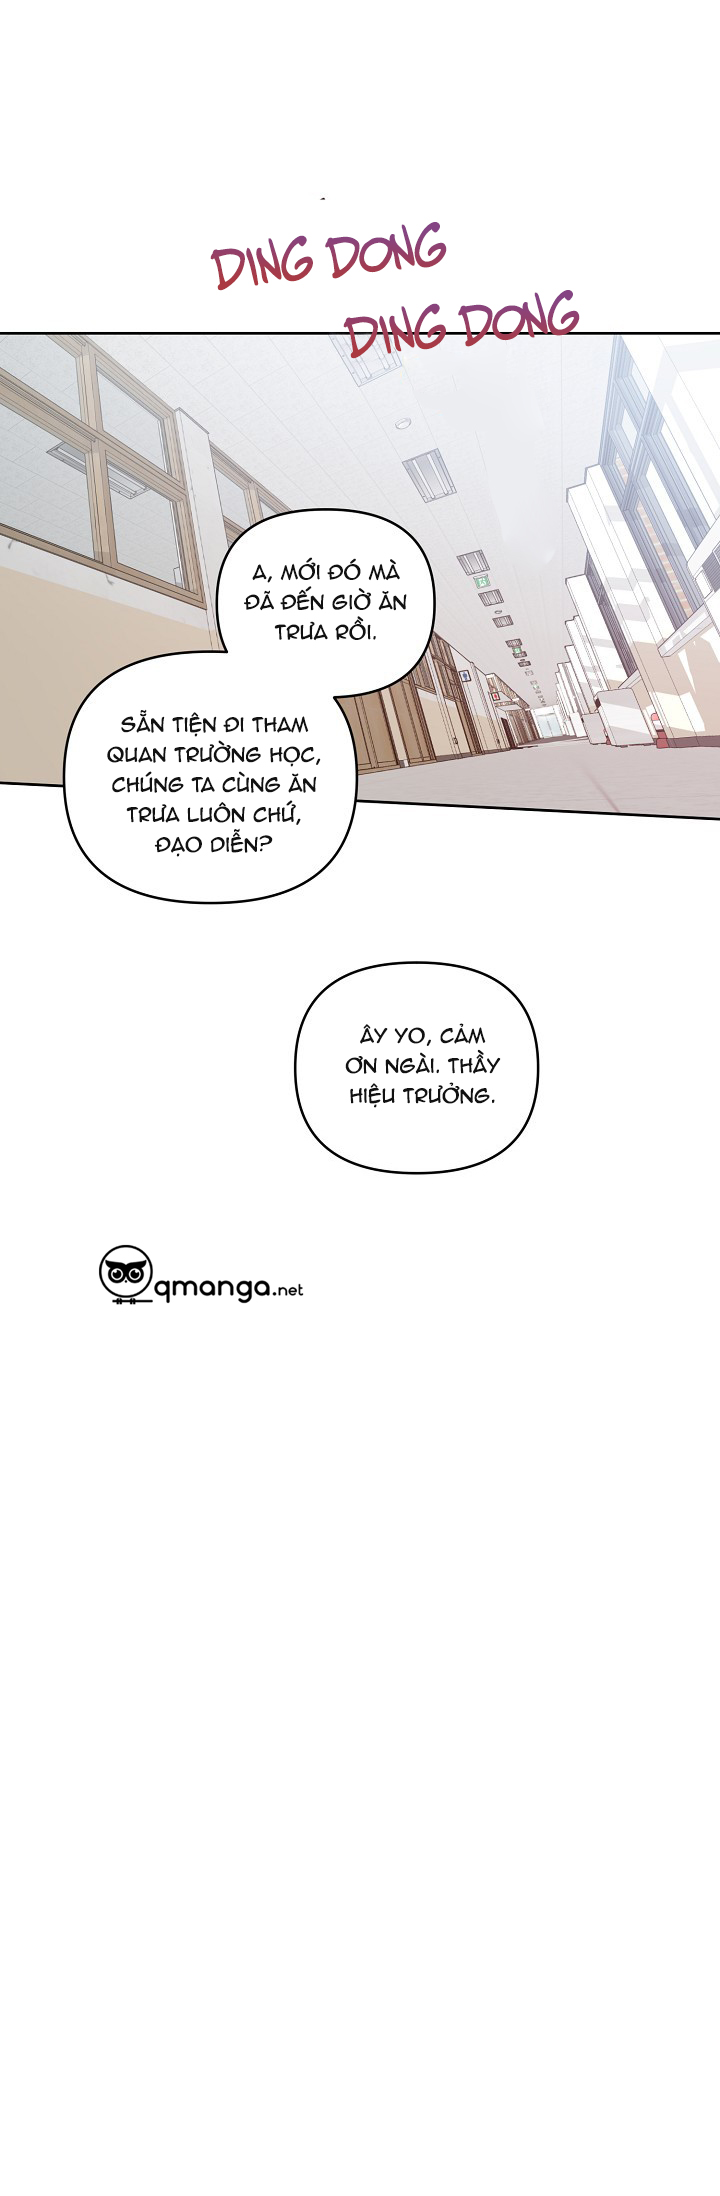 DING DONG
DING DONG
A, MỚI ĐÓ MÀ
ĐÃ ĐẾN GIỜ ĂN
TRƯA RỒI.
SẴN TIỆN ĐI THAM
QUAN TRƯỜNG HỌC,
CHÚNG TA CÙNG ĂN
TRƯA LUÔN CHỨ,
ĐẠO DIỄN?
ÂY YO, CẢM
ƠN NGÀI. THẦY
HIỆU TRƯỞNG.
qmanga.net